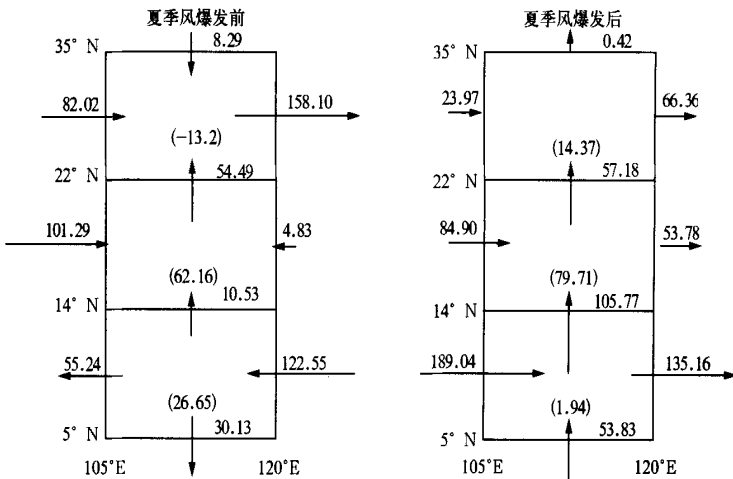 夏季风爆发前
35° N
8.29
82.02
158.10
(-13.2)
22° N
54.49
101.29
4.83
(62.16)
14° N
10.53
55.24
122.55
(26.65)
5° N
30.13
105°E
120°E
夏季风爆发后
35° N
0.42
23.97
66.36
(14.37)
22° N
57.18
84.90
53.78
(79.71)
14° N
105.77
189.04
135.16
(1.94)
5° N
53.83
105°E
120°E